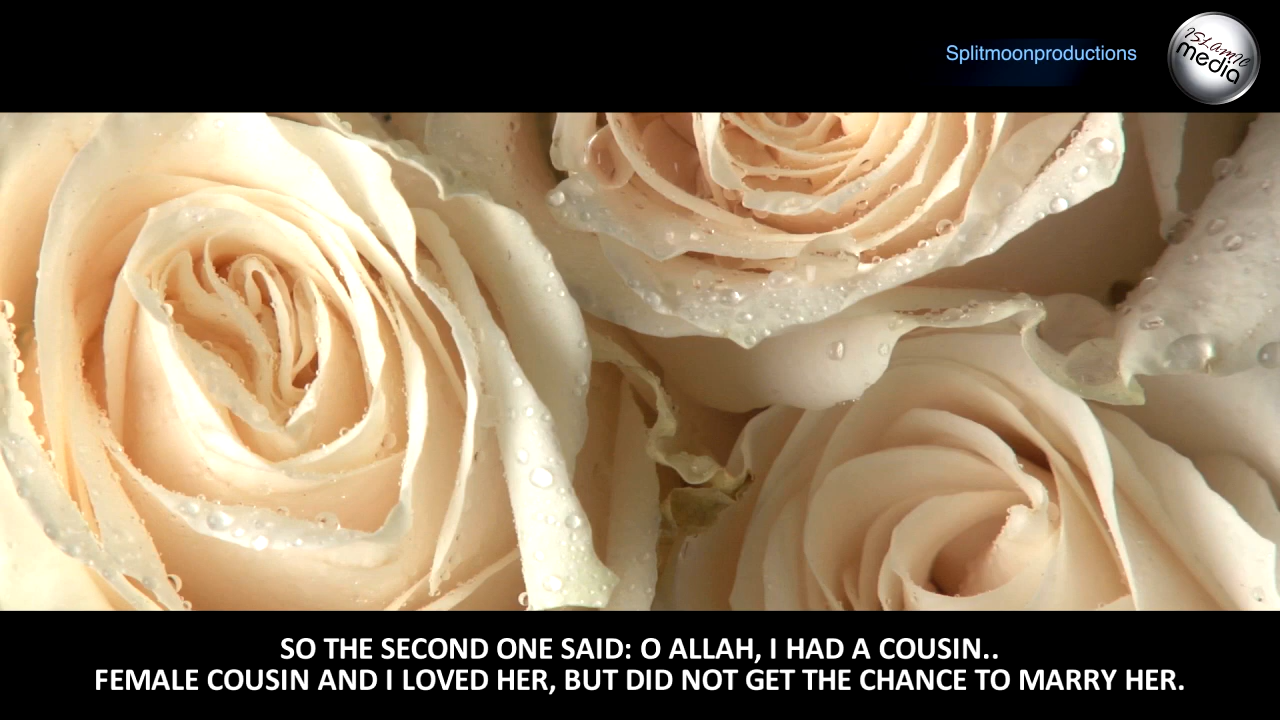 Splitmoonproductions
ISLAMIC
media
SO THE SECOND ONE SAID: O ALLAH, I HAD A COUSIN..
FEMALE COUSIN AND I LOVED HER, BUT DID NOT GET THE CHANCE TO MARRY HER.